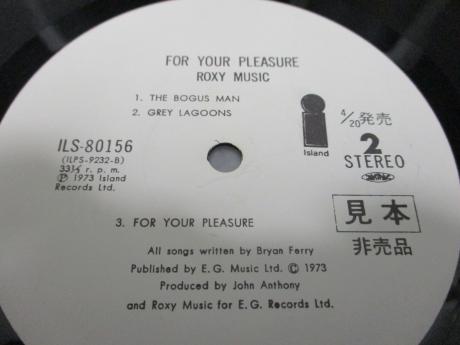 FOR YOUR PLEASURE
ROXY MUSIC
1. THE BOGUS MAN
2. GREY LAGOONS
Island
4/20発売
2
STEREO
ILS-80156
(ILPS-9232-B)
33⅓ r. p. m.
Ⓟ 1973 Island
Records Ltd.
見本
非売品
3. FOR YOUR PLEASURE
All songs written by Bryan Ferry
Published by E. G. Music Ltd. © 1973
Produced by John Anthony
and Roxy Music for E. G. Records Ltd.